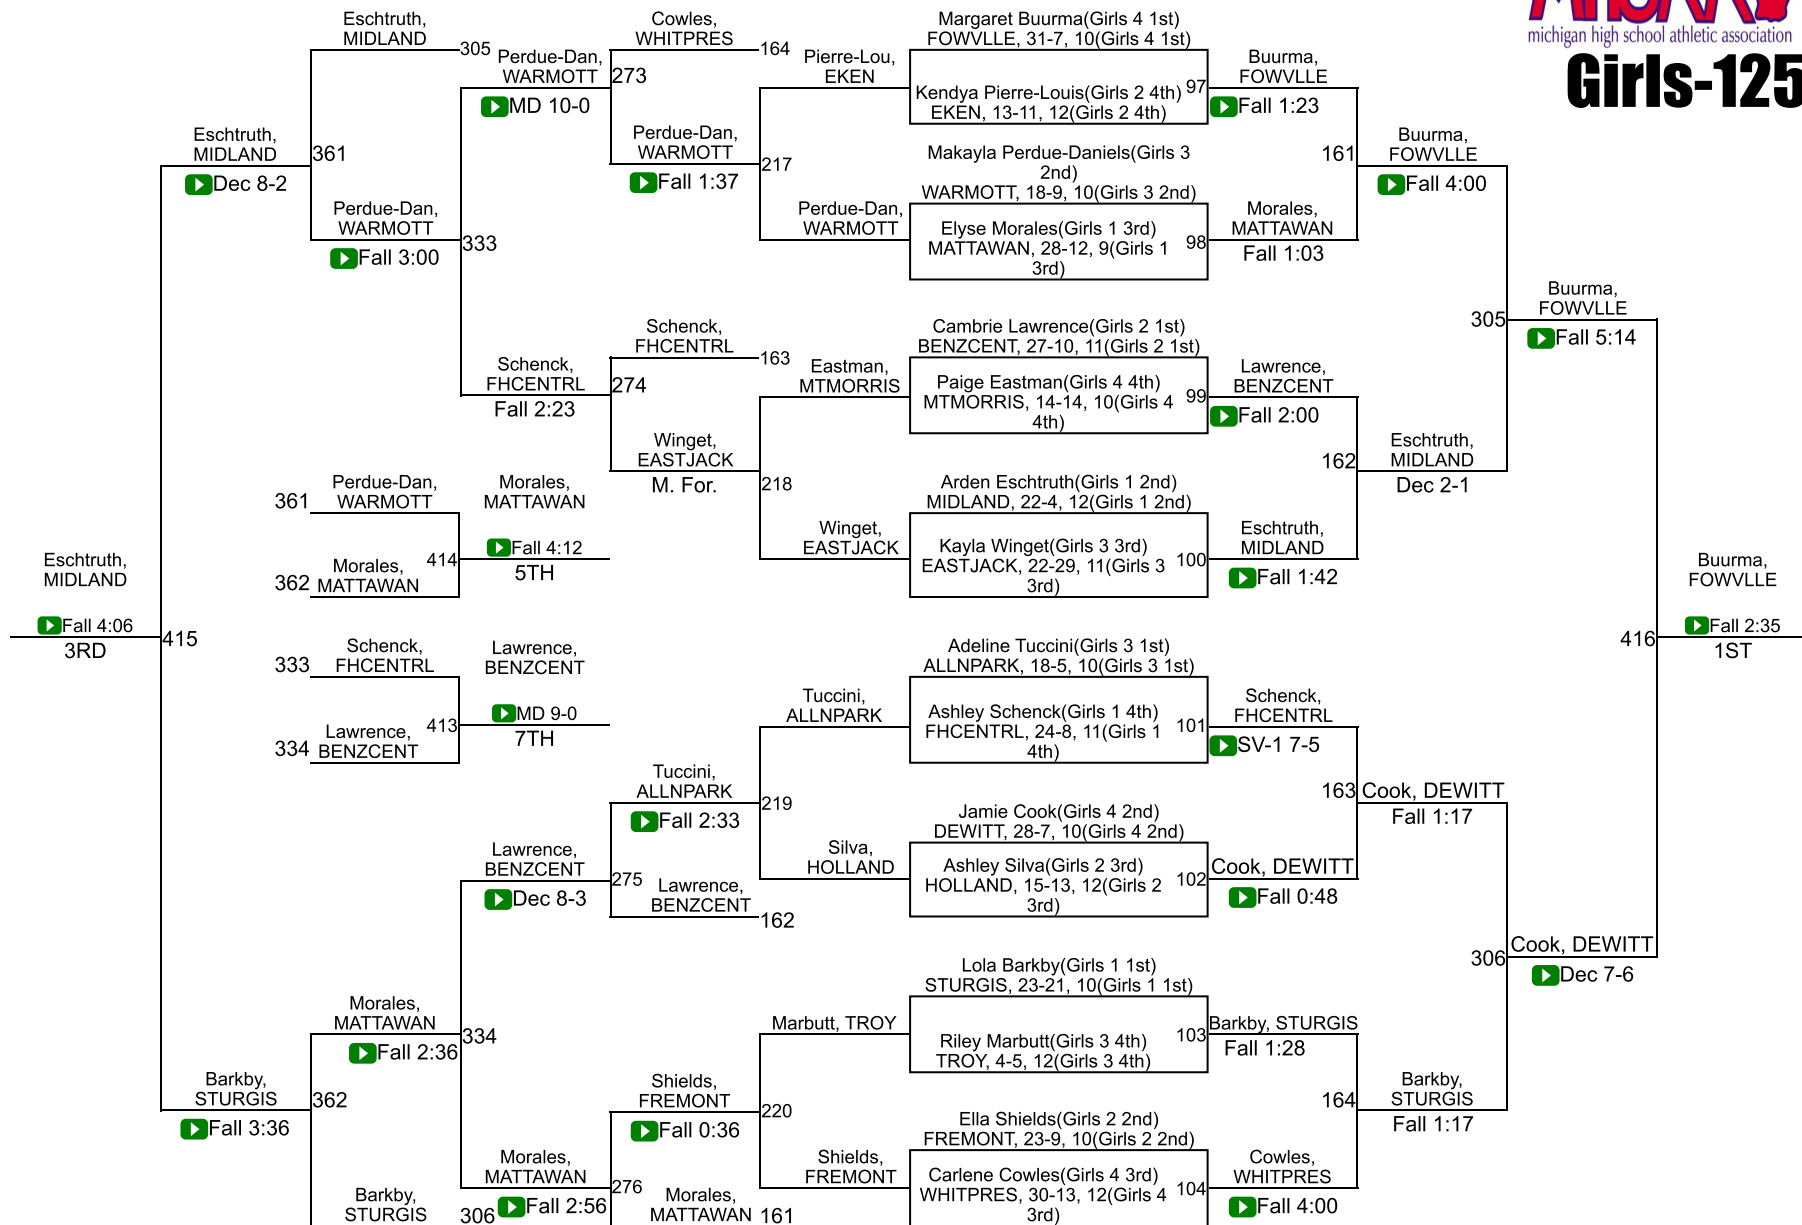 MHSAA
michigan high school athletic association
Girls-125
Eschtruth,
MIDLAND
305
Perdue-Dan,
WARMOTT
MD 10-0
273
Cowles,
WHITPRES
164
Eschtruth,
MIDLAND
Dec 8-2
361
Perdue-Dan,
WARMOTT
Fall 3:00
333
Perdue-Dan,
WARMOTT
Fall 1:37
217
Pierre-Lou,
EKEN
Perdue-Dan,
WARMOTT
Schenck,
FHCENTRL
163
Schenck,
FHCENTRL
Fall 2:23
274
Winget,
EASTJACK
M. For.
218
Eastman,
MTMORRIS
Winget,
EASTJACK
361
Perdue-Dan,
WARMOTT
362
Morales,
MATTAWAN
414
Morales,
MATTAWAN
Fall 4:12
5TH
Eschtruth,
MIDLAND
Fall 4:06
3RD
415
333
Schenck,
FHCENTRL
334
Lawrence,
BENZCENT
413
Lawrence,
BENZCENT
MD 9-0
7TH
Tuccini,
ALLNPARK
Fall 2:33
219
Tuccini,
ALLNPARK
Silva,
HOLLAND
Lawrence,
BENZCENT
Dec 8-3
275
Lawrence,
BENZCENT
162
Morales,
MATTAWAN
Fall 2:36
334
Barkby,
STURGIS
Fall 3:36
362
Barkby,
STURGIS
306
Morales,
MATTAWAN
Fall 2:56
276
Shields,
FREMONT
Fall 0:36
220
Morales,
MATTAWAN
161
Marbutt, TROY
Shields,
FREMONT
Margaret Buurma(Girls 4 1st)
FOWVLLE, 31-7, 10(Girls 4 1st)
Kendya Pierre-Louis(Girls 2 4th)
EKEN, 13-11, 12(Girls 2 4th)
97
Makayla Perdue-Daniels(Girls 3
2nd)
WARMOTT, 18-9, 10(Girls 3 2nd)
Elyse Morales(Girls 1 3rd)
MATTAWAN, 28-12, 9(Girls 1
3rd)
98
Cambrie Lawrence(Girls 2 1st)
BENZCENT, 27-10, 11(Girls 2 1st)
Paige Eastman(Girls 4 4th)
MTMORRIS, 14-14, 10(Girls 4
4th)
99
Arden Eschtruth(Girls 1 2nd)
MIDLAND, 22-4, 12(Girls 1 2nd)
Kayla Winget(Girls 3 3rd)
EASTJACK, 22-29, 11(Girls 3
3rd)
100
Adeline Tuccini(Girls 3 1st)
ALLNPARK, 18-5, 10(Girls 3 1st)
Ashley Schenck(Girls 1 4th)
FHCENTRL, 24-8, 11(Girls 1
4th)
101
Jamie Cook(Girls 4 2nd)
DEWITT, 28-7, 10(Girls 4 2nd)
Ashley Silva(Girls 2 3rd)
HOLLAND, 15-13, 12(Girls 2
3rd)
102
Lola Barkby(Girls 1 1st)
STURGIS, 23-21, 10(Girls 1 1st)
Riley Marbutt(Girls 3 4th)
TROY, 4-5, 12(Girls 3 4th)
103
Ella Shields(Girls 2 2nd)
FREMONT, 23-9, 10(Girls 2 2nd)
Carlene Cowles(Girls 4 3rd)
WHITPRES, 30-13, 12(Girls 4
3rd)
104
Buurma,
FOWVLLE
Fall 1:23
161
Morales,
MATTAWAN
Fall 1:03
Buurma,
FOWVLLE
Fall 4:00
Lawrence,
BENZCENT
Fall 2:00
162
Eschtruth,
MIDLAND
Fall 1:42
Eschtruth,
MIDLAND
Dec 2-1
305
Buurma,
FOWVLLE
Fall 5:14
Schenck,
FHCENTRL
SV-1 7-5
163
Cook, DEWITT
Fall 0:48
Cook, DEWITT
Fall 1:17
Barkby, STURGIS
Fall 1:28
164
Cowles,
WHITPRES
Fall 4:00
Barkby,
STURGIS
Fall 1:17
306
Cook, DEWITT
Dec 7-6
416
Buurma,
FOWVLLE
Fall 2:35
1ST